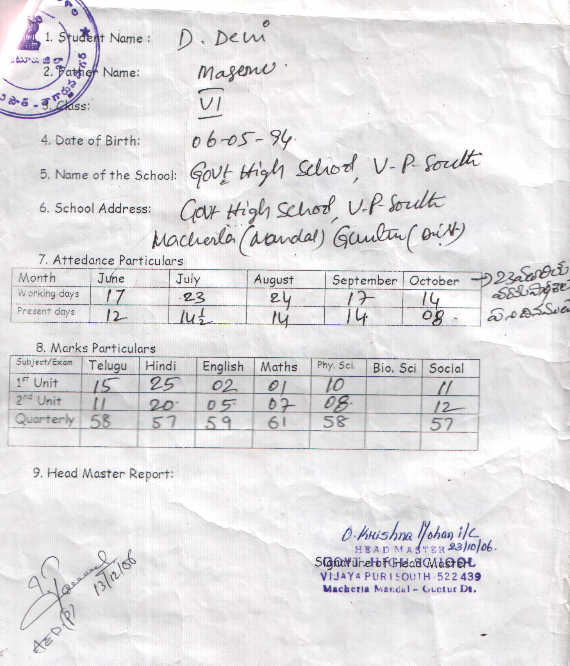 1. Student Name : D. Devi
2. Father Name:
3. Class: VI
4. Date of Birth: 06-05-94.
5. Name of the School: Govt High School, V-P-South
6. School Address: Govt High School, V.P. South
Macherla (Mandal) Guntur (Dist)
7. Attedance Particulars
Month June July August September October
Working days 17 23 24 17 14
Present days 12 14½ 14 14 08
8. Marks Particulars
Subject/Exam Telugu Hindi English Maths Phy. Sci. Bio. Sci Social
1ST Unit 15 25 02 01 10 11
2nd Unit 11 20 05 07 08 12
Quarterly 58 57 59 61 58 57
9. Head Master Report:
O. Krishna Mohan i/c
HEAD MASTER 23/10/06.
Signature of Head Master
GOVT. HIGH SCHOOL
VIJAYA PURI SOUTH-522 439
Macherla Mandal - Guntur Dt.
13/12/06